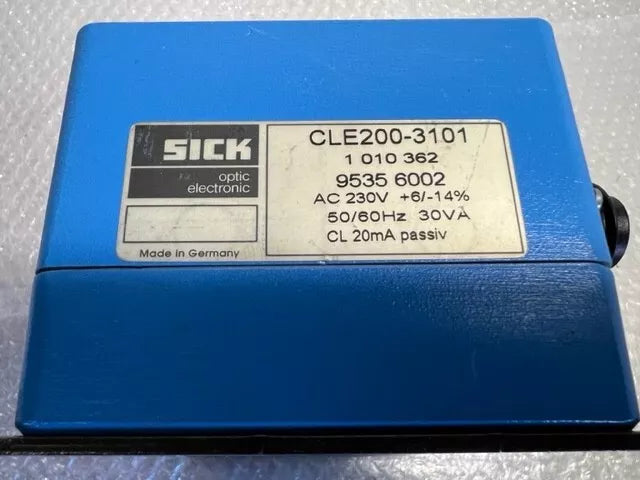 SICK
optic
electronic
Made in Germany
CLE200-3101
1 010 362
9535 6002
AC 230V +6/-14%
50/60Hz 30VA
CL 20mA passiv